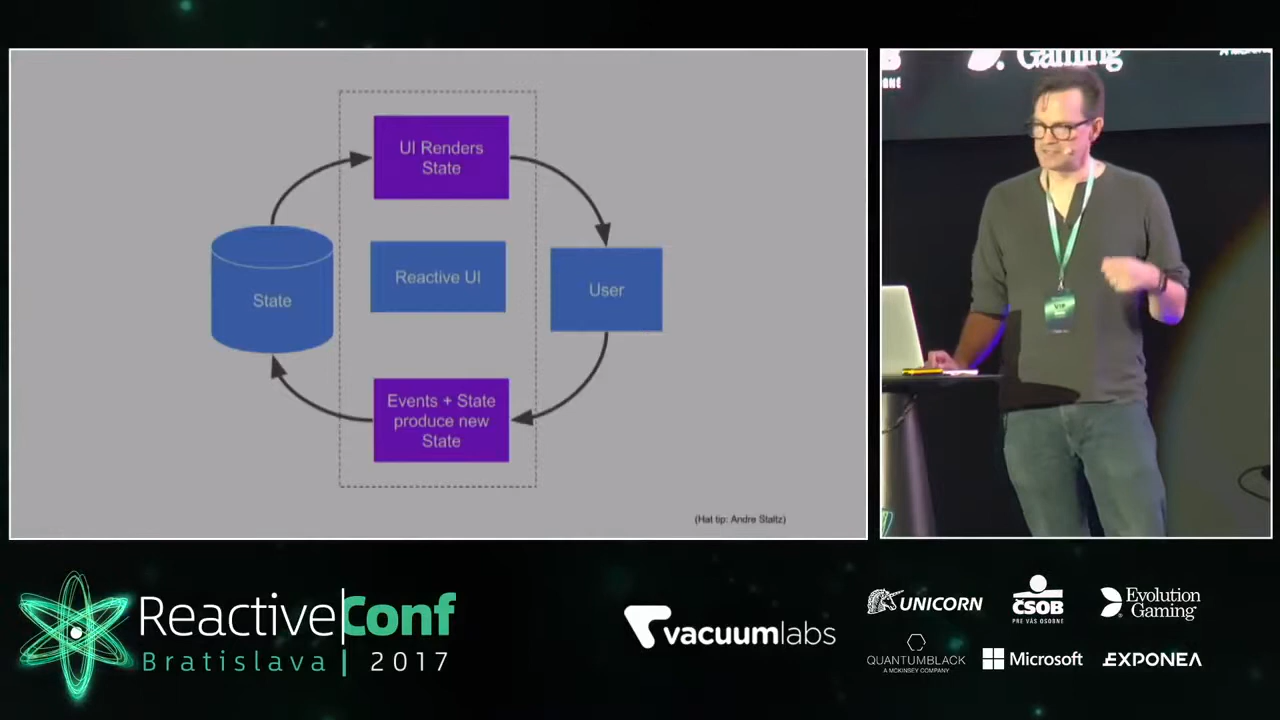 UI Renders
State
Reactive UI
State
User
Events + State
produce new
State
(Hat tip: Andre Staltz)
Gaming
VIP
ReactiveConf
Bratislava | 2017
vacuumlabs
UNICORN
ČSOB
PRE VÁS OSOBNE
Evolution
Gaming
QUANTUMBLACK
A MCKINSEY COMPANY
Microsoft
EXPONEA